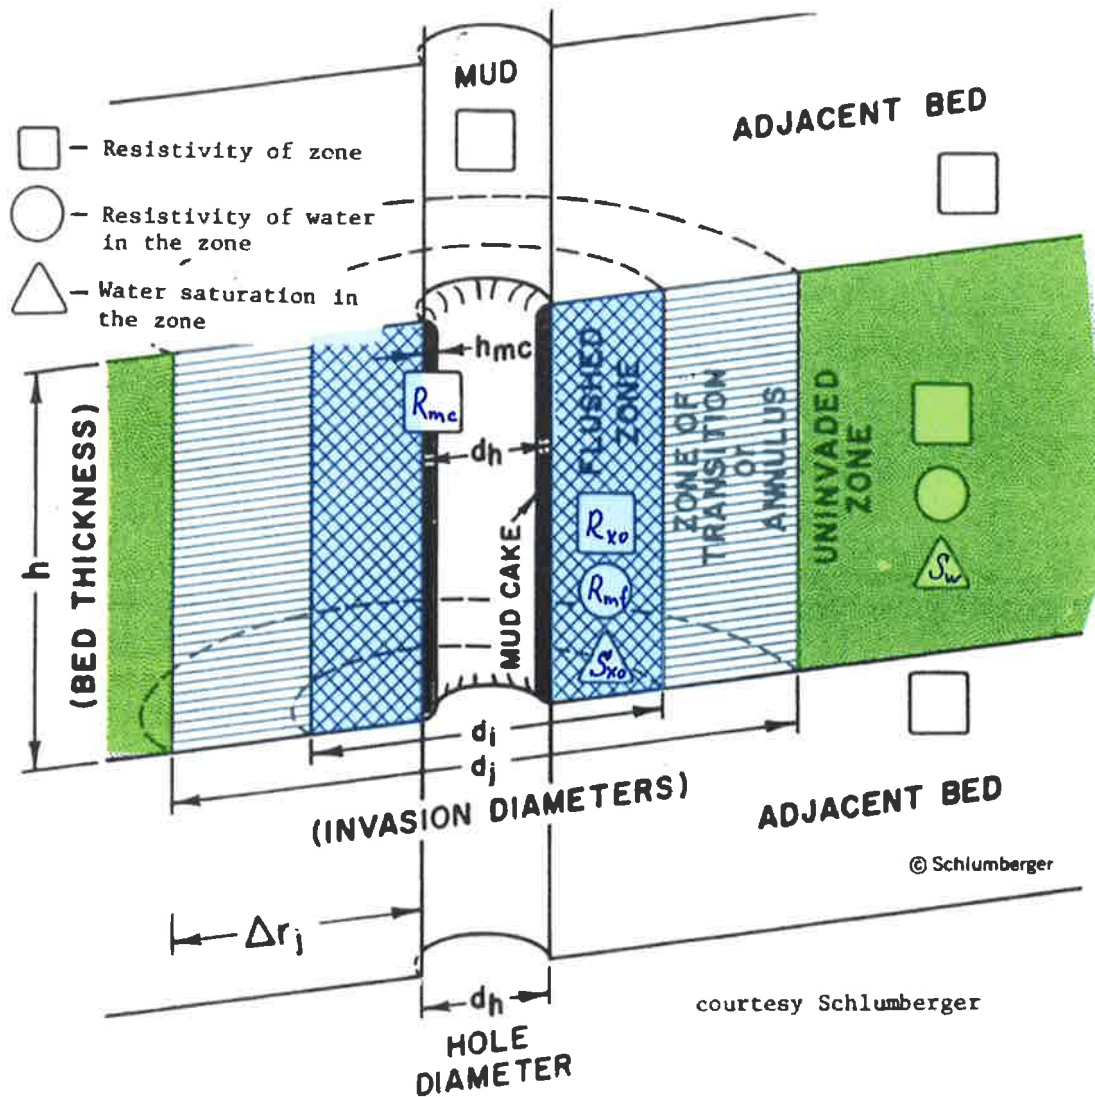 MUD
ADJACENT BED
— Resistivity of zone
— Resistivity of water
in the zone
— Water saturation in
the zone
hmc
Rmc
dh
MUD CAKE
FLUSHED
ZONE
Rxo
Rmf
Sxo
ZONE OF
TRANSITION
or
ANNULUS
UNINVADED
ZONE
Sw
h
(BED THICKNESS)
di
dj
(INVASION DIAMETERS)
ADJACENT BED
© Schlumberger
Δrj
dh
HOLE
DIAMETER
courtesy Schlumberger